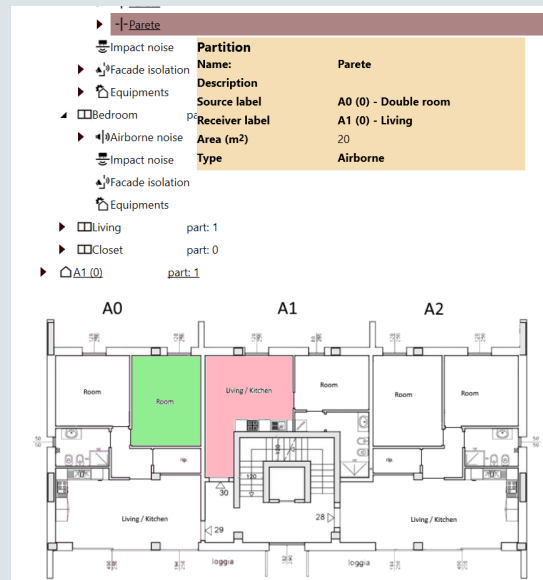 Parete
Impact noise
Partition
Name: Parete
Facade isolation
Description
Equipments
Source label A0 (0) - Double room
Bedroom pa
Receiver label A1 (0) - Living
Airborne noise
Area (m2) 20
Impact noise
Type Airborne
Facade isolation
Equipments
Living part: 1
Closet part: 0
A1 (0) part: 1
A0 A1 A2
Room Room Living / Kitchen Room Room Room
120
30
28
29
Living / Kitchen Living / Kitchen
loggia loggia